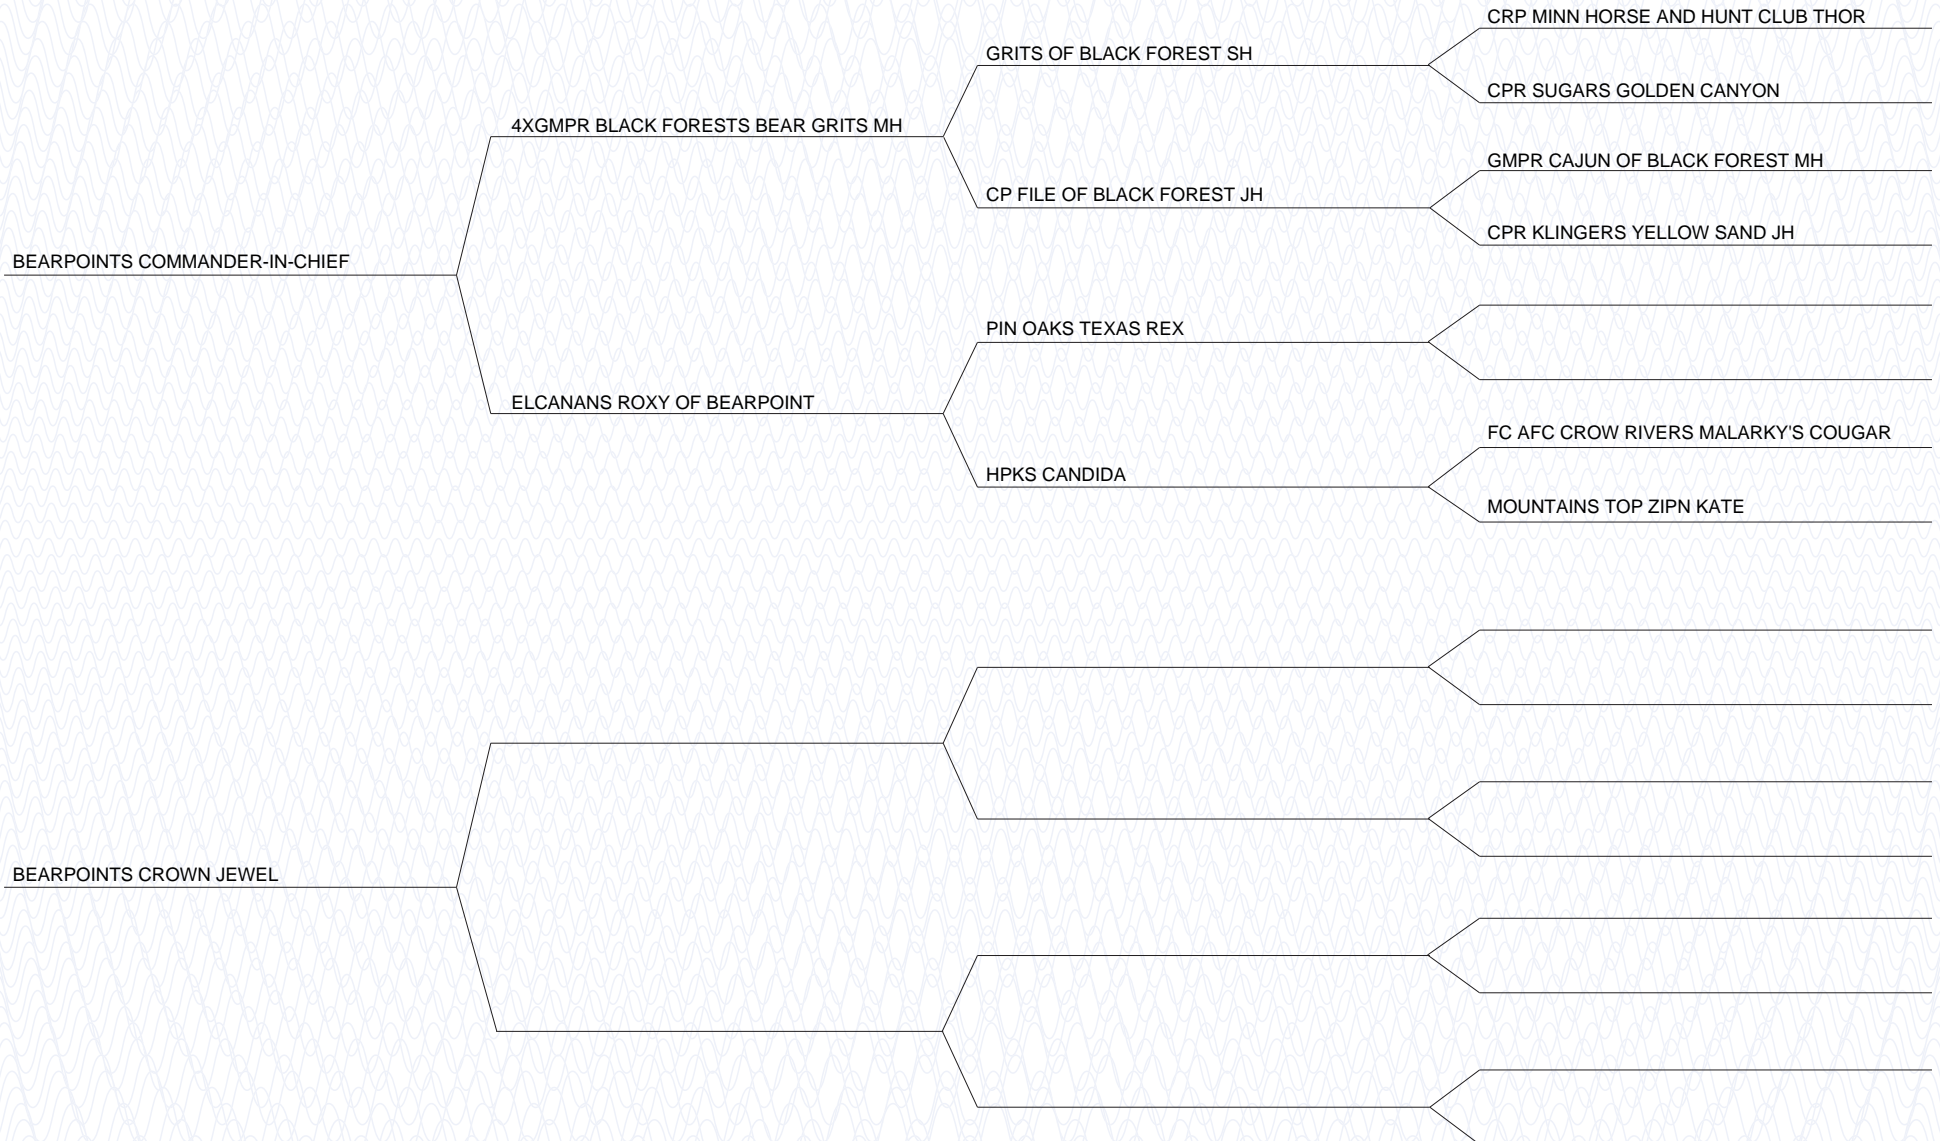 CRP MINN HORSE AND HUNT CLUB THOR
GRITS OF BLACK FOREST SH
CPR SUGARS GOLDEN CANYON
4XGMPR BLACK FORESTS BEAR GRITS MH
GMPR CAJUN OF BLACK FOREST MH
CP FILE OF BLACK FOREST JH
CPR KLINGERS YELLOW SAND JH
BEARPOINTS COMMANDER-IN-CHIEF
PIN OAKS TEXAS REX
ELCANANS ROXY OF BEARPOINT
FC AFC CROW RIVERS MALARKY'S COUGAR
HPKS CANDIDA
MOUNTAINS TOP ZIPN KATE
BEARPOINTS CROWN JEWEL